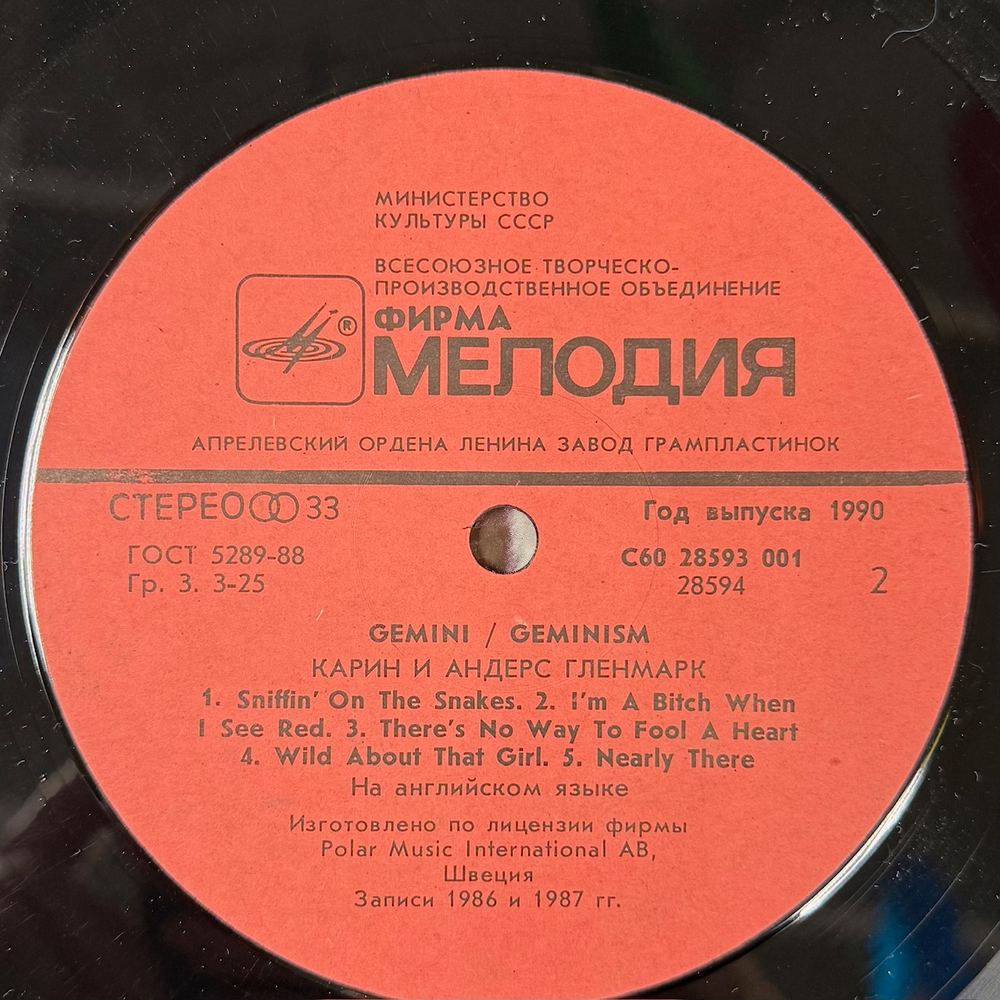 МИНИСТЕРСТВО
КУЛЬТУРЫ СССР
ВСЕСОЮЗНОЕ ТВОРЧЕСКО-
ПРОИЗВОДСТВЕННОЕ ОБЪЕДИНЕНИЕ
ФИРМА
®
МЕЛОДИЯ
АПРЕЛЕВСКИЙ ОРДЕНА ЛЕНИНА ЗАВОД ГРАМПЛАСТИНОК
СТЕРЕО 33
Год выпуска 1990
ГОСТ 5289-88
С60 28593 001
Гр. 3. 3-25
28594
2
GEMINI / GEMINISM
КАРИН И АНДЕРС ГЛЕНМАРК
1. Sniffin' On The Snakes. 2. I'm A Bitch When
I See Red. 3. There's No Way To Fool A Heart
4. Wild About That Girl. 5. Nearly There
На английском языке
Изготовлено по лицензии фирмы
Polar Music International AB,
Швеция
Записи 1986 и 1987 гг.